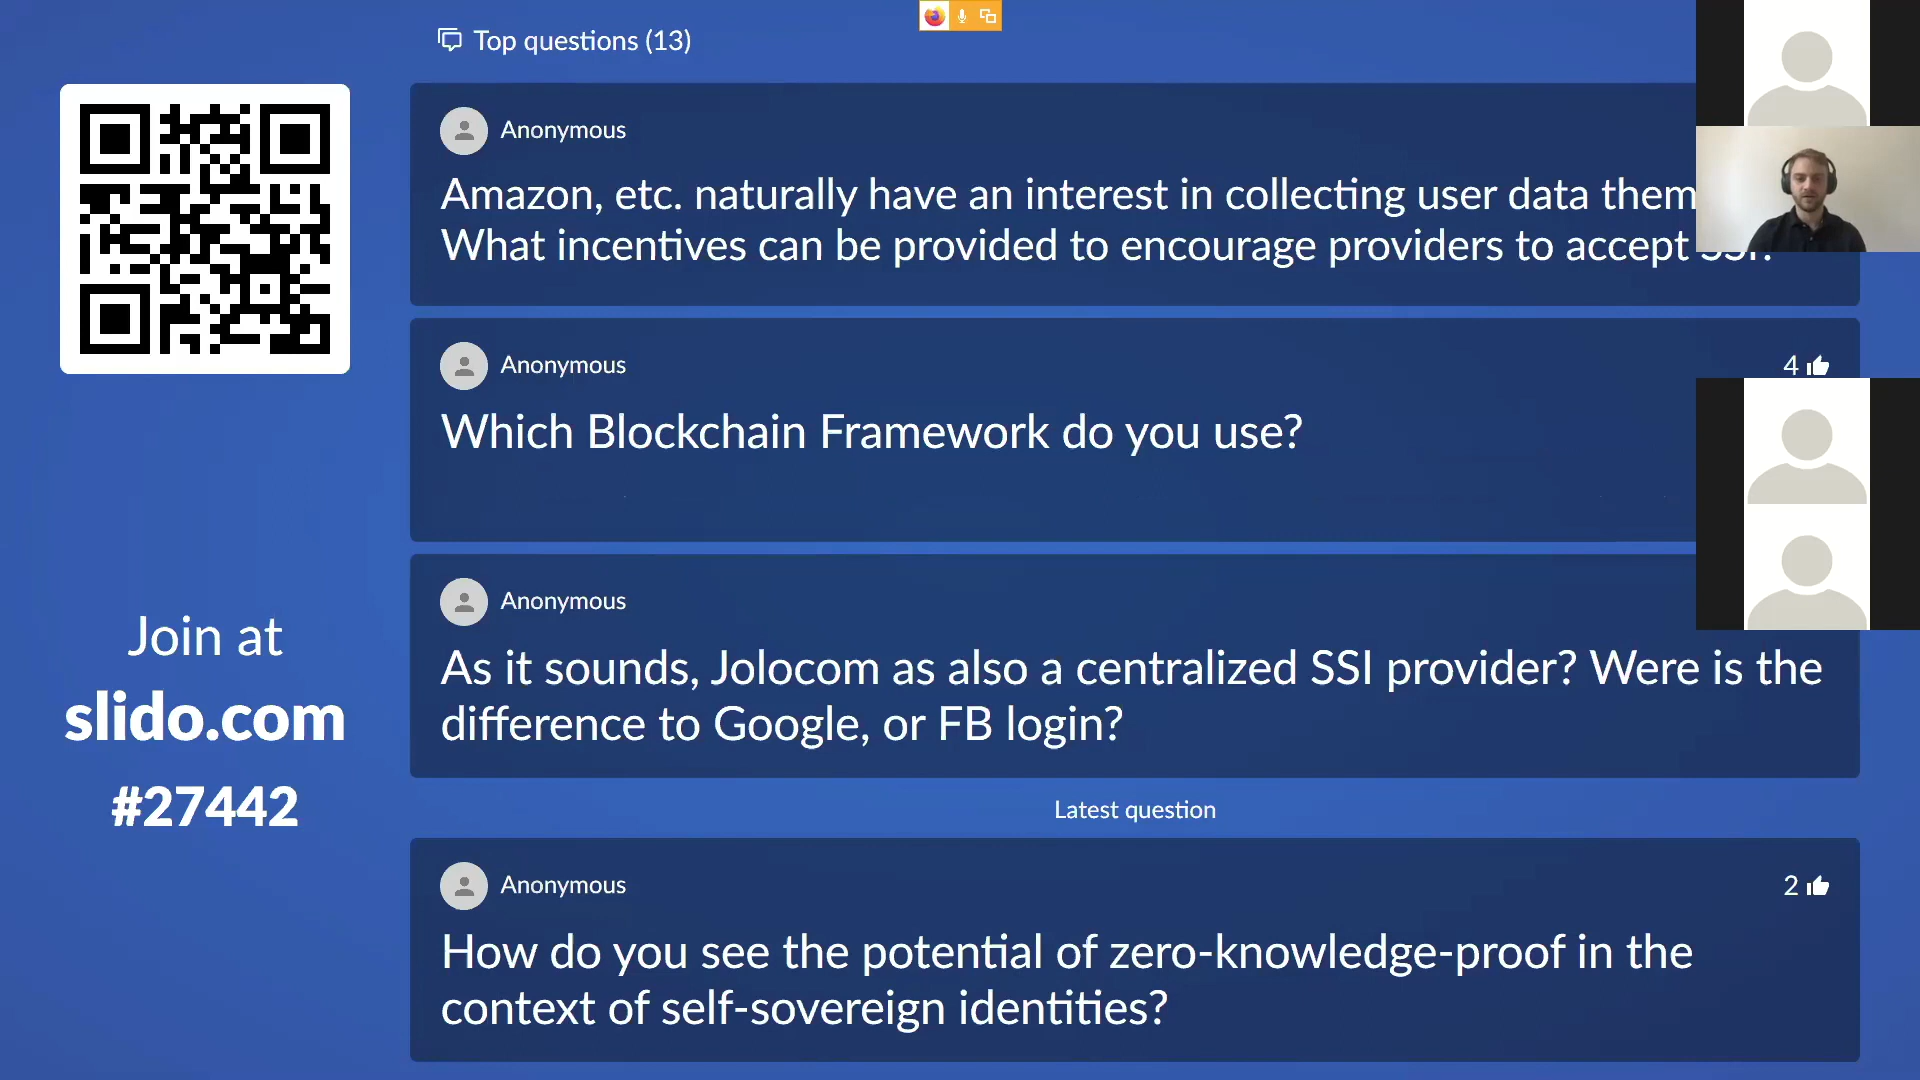 Top questions (13)
Anonymous
Amazon, etc. naturally have an interest in collecting user data them
What incentives can be provided to encourage providers to accept
Anonymous
4
Which Blockchain Framework do you use?
Anonymous
As it sounds, Jolocom as also a centralized SSI provider? Were is the
difference to Google, or FB login?
Latest question
Anonymous
2
How do you see the potential of zero-knowledge-proof in the
context of self-sovereign identities?
Join at
slido.com
#27442